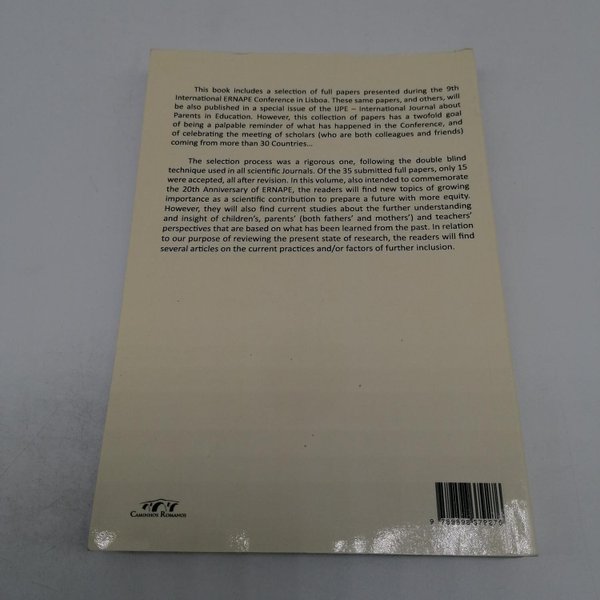 This book includes a selection of full papers presented during the 9th
International ERNAPE Conference in Lisboa. These same papers, and others, will
be also published in a special issue of the IJPE – International Journal about
Parents in Education. However, this collection of papers has a twofold goal
of being a palpable reminder of what has happened in the Conference, and
of celebrating the meeting of scholars (who are both colleagues and friends)
coming from more than 30 Countries...
The selection process was a rigorous one, following the double blind
technique used in all scientific Journals. Of the 35 submitted full papers, only 15
were accepted, all after revision. In this volume, also intended to commemorate
the 20th Anniversary of ERNAPE, the readers will find new topics of growing
importance as a scientific contribution to prepare a future with more equity.
However, they will also find current studies about the further understanding
and insight of children's, parents' (both fathers' and mothers') and teachers'
perspectives that are based on what has been learned from the past. In relation
to our purpose of reviewing the present state of research, the readers will find
several articles on the current practices and/or factors of further inclusion.
CAMINHOS ROMANOS